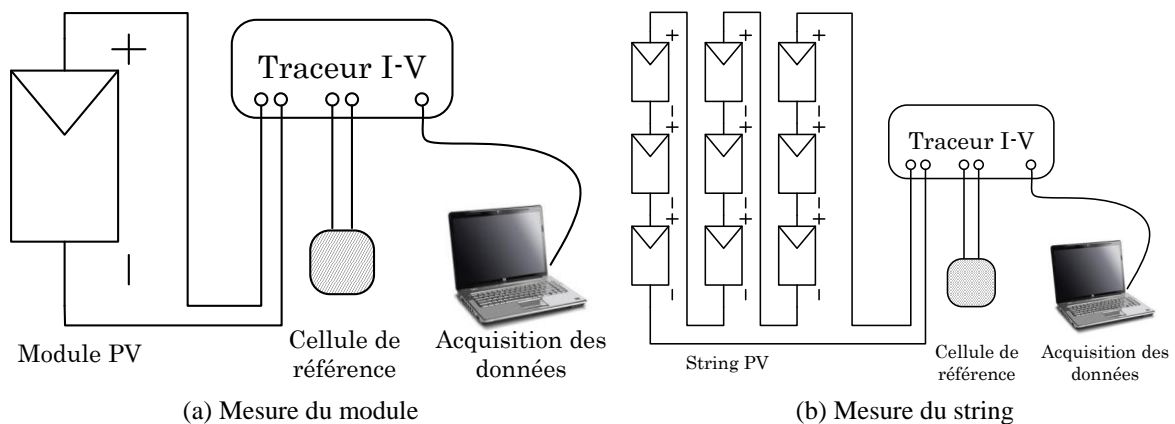 Traceur I-V
+
−
Module PV
Cellule de
référence
Acquisition des
données
(a) Mesure du module
+
+
+
−
−
−
+
+
+
−
−
−
+
+
+
−
−
−
Traceur I-V
String PV
Cellule de
référence
Acquisition des
données
(b) Mesure du string